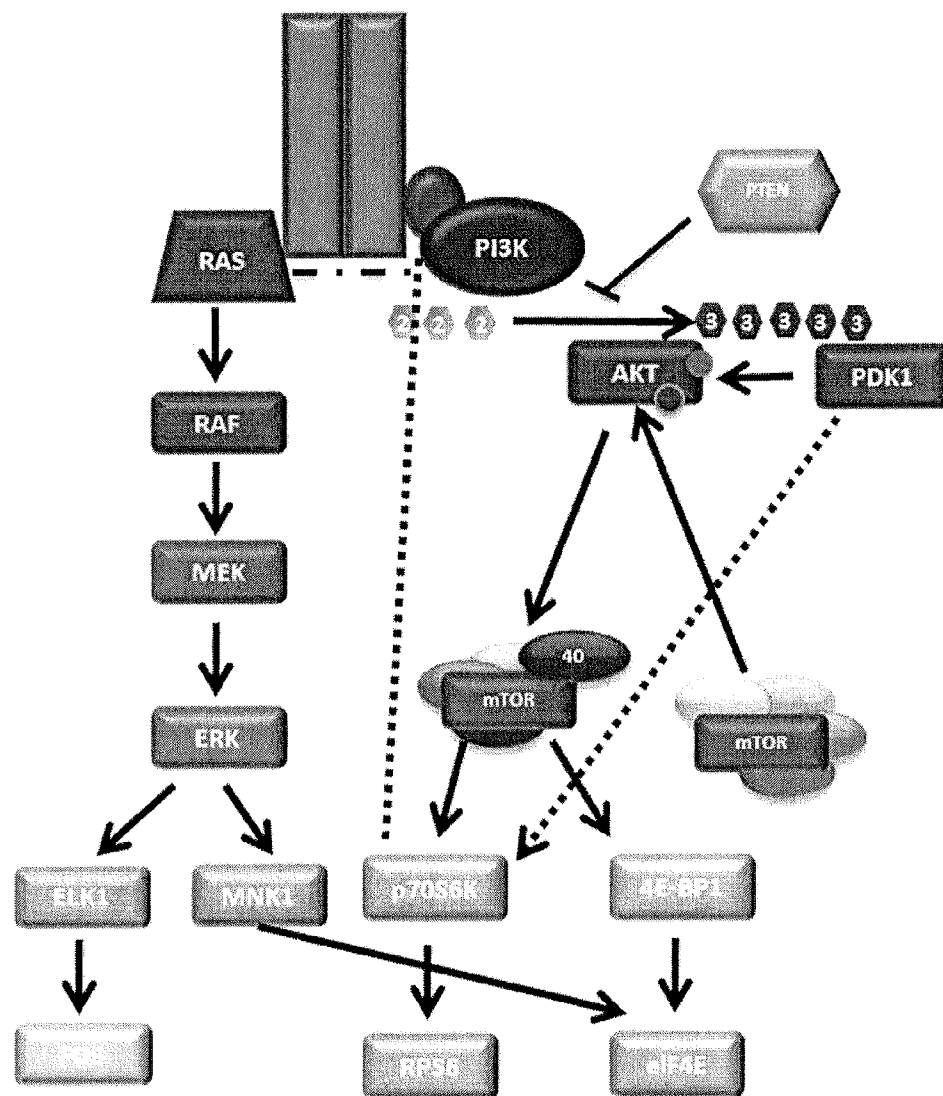 PTEN
RAS
PI3K
2 2 2
3 3 3 3 3
AKT
PDK1
RAF
MEK
40
mTOR
ERK
mTOR
ELK1
MNK1
p70S6K
4E-BP1
RPS6
eIF4E